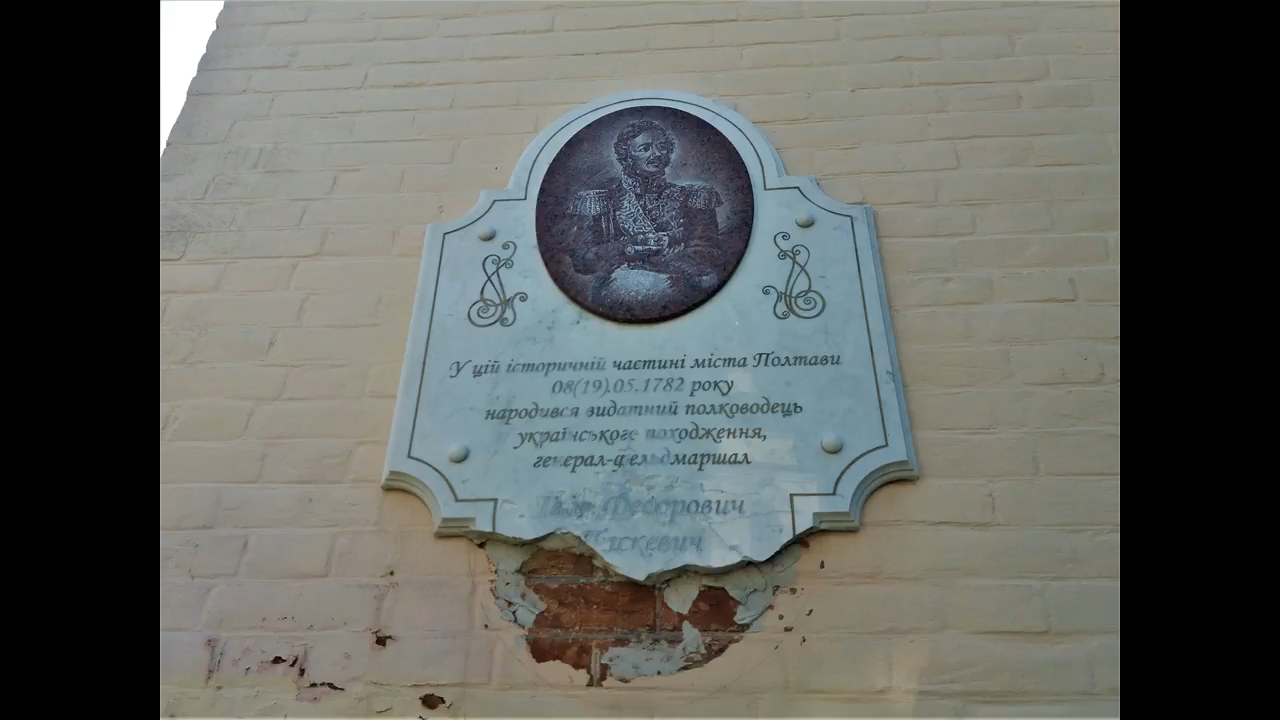 У цій історичній частині міста Полтави
08(19).05.1782 року
народився видатний полководець
українського походження,
генерал-фельдмаршал
Федорович